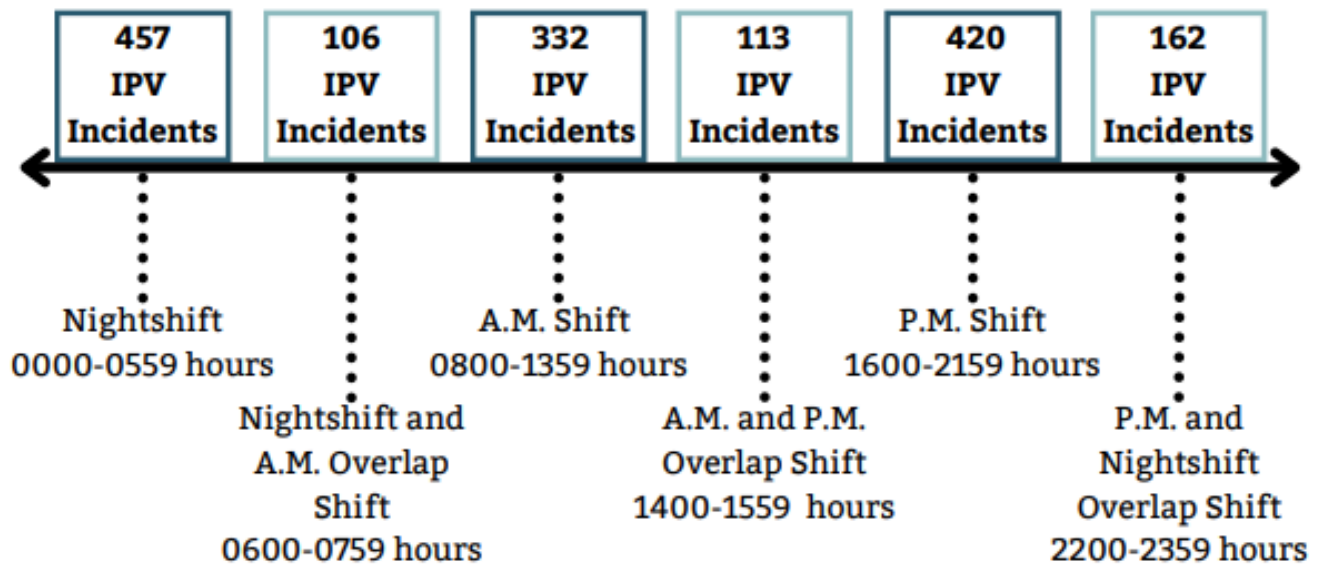 457
IPV
Incidents
106
IPV
Incidents
332
IPV
Incidents
113
IPV
Incidents
420
IPV
Incidents
162
IPV
Incidents
Nightshift
0000-0559 hours
Nightshift and
A.M. Overlap
Shift
0600-0759 hours
A.M. Shift
0800-1359 hours
A.M. and P.M.
Overlap Shift
1400-1559 hours
P.M. Shift
1600-2159 hours
P.M. and
Nightshift
Overlap Shift
2200-2359 hours